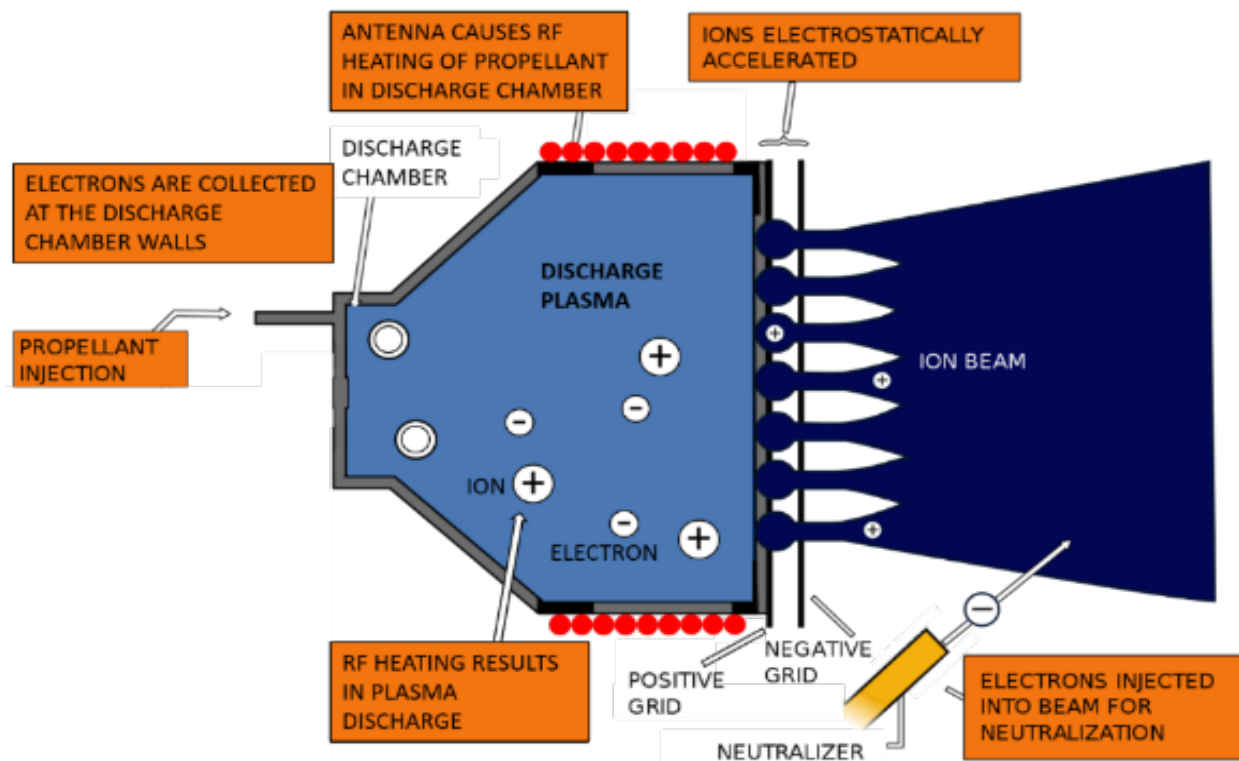 ANTENNA CAUSES RF
HEATING OF PROPELLANT
IN DISCHARGE CHAMBER
IONS ELECTROSTATICALLY
ACCELERATED
DISCHARGE
CHAMBER
ELECTRONS ARE COLLECTED
AT THE DISCHARGE
CHAMBER WALLS
DISCHARGE
PLASMA
PROPELLANT
INJECTION
ION BEAM
ION
ELECTRON
RF HEATING RESULTS
IN PLASMA
DISCHARGE
NEGATIVE
GRID
POSITIVE
GRID
ELECTRONS INJECTED
INTO BEAM FOR
NEUTRALIZATION
NEUTRALIZER